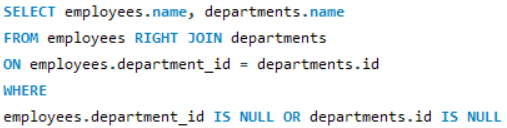 SELECT employees.name, departments.name
FROM employees RIGHT JOIN departments
ON employees.department_id = departments.id
WHERE
employees.department_id IS NULL OR departments.id IS NULL